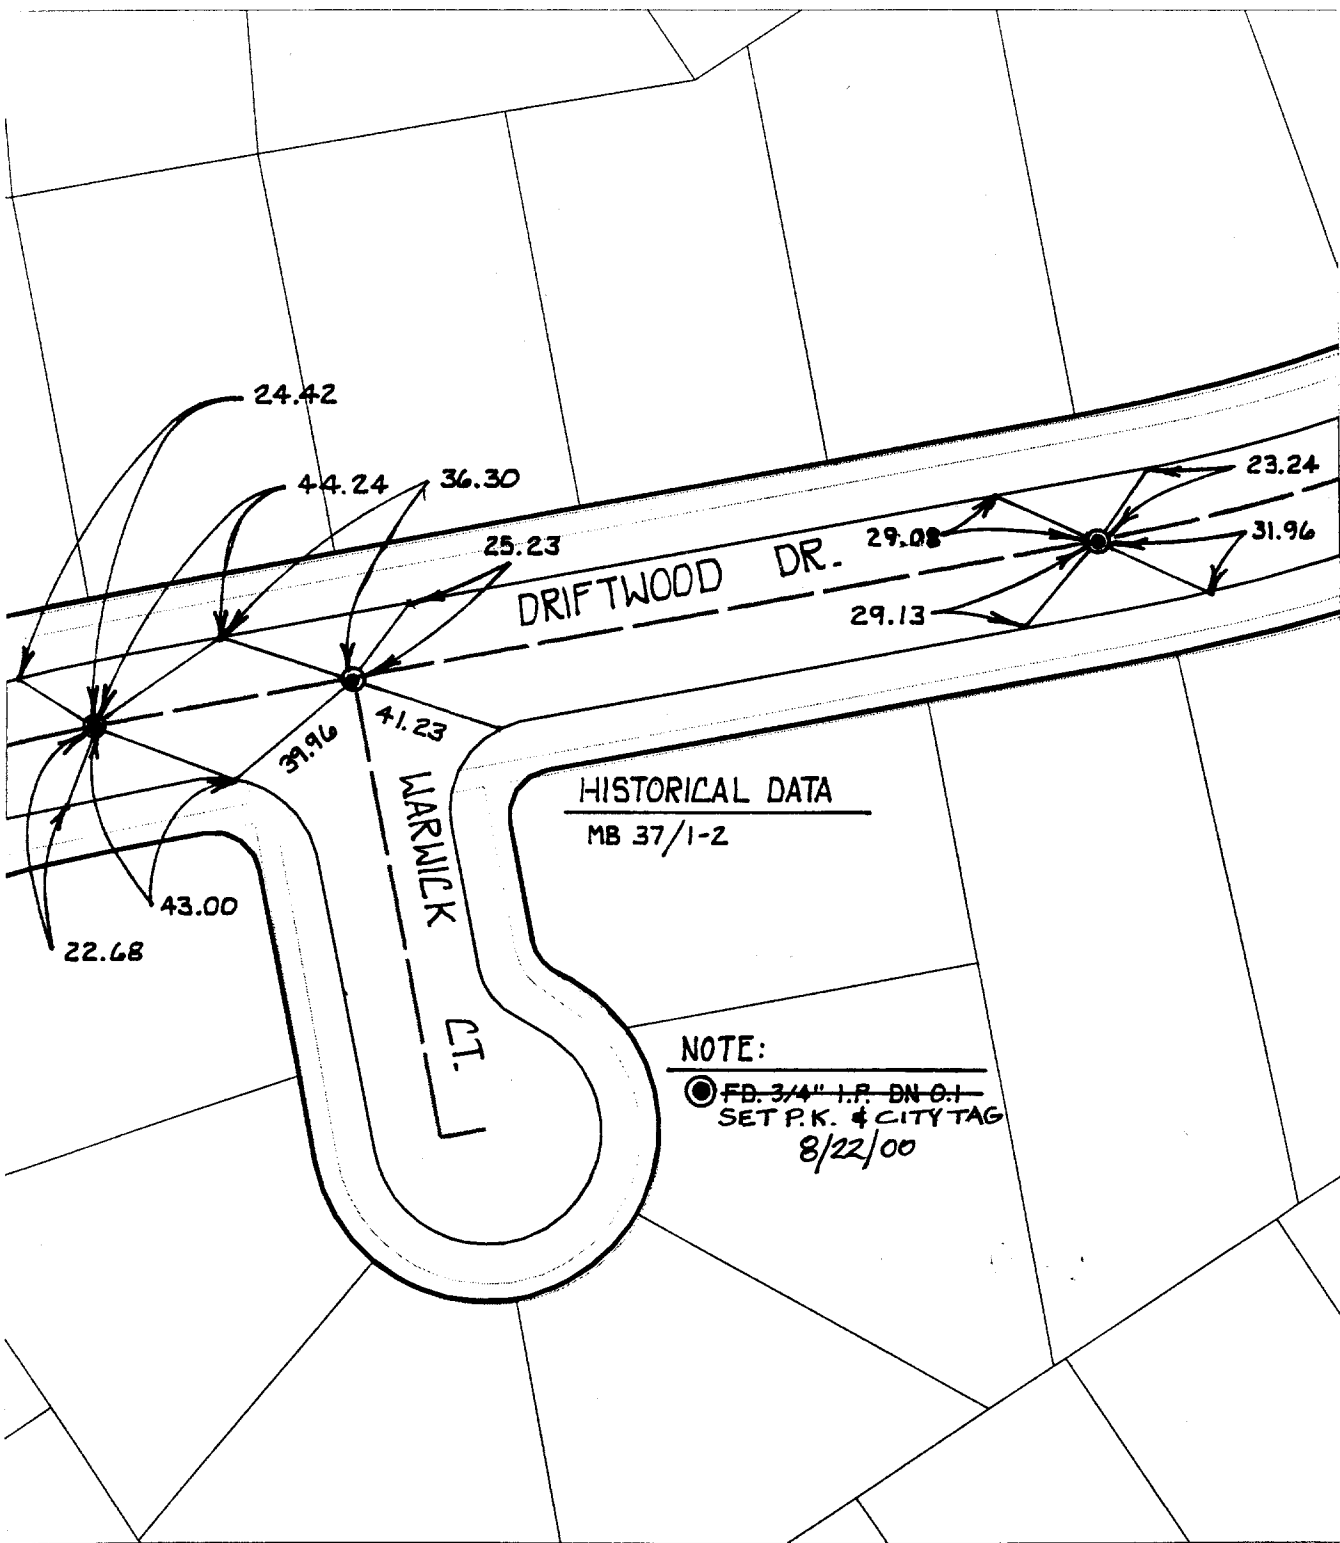 24.42
44.24
36.30
25.23
DRIFTWOOD DR.
29.08
23.24
31.96
29.13
39.96
41.23
WARWICK CT.
HISTORICAL DATA
MB 37/1-2
43.00
22.68
NOTE:
FD. 3/4" I.P. DN 0.1
SET P.K. & CITY TAG
8/22/00